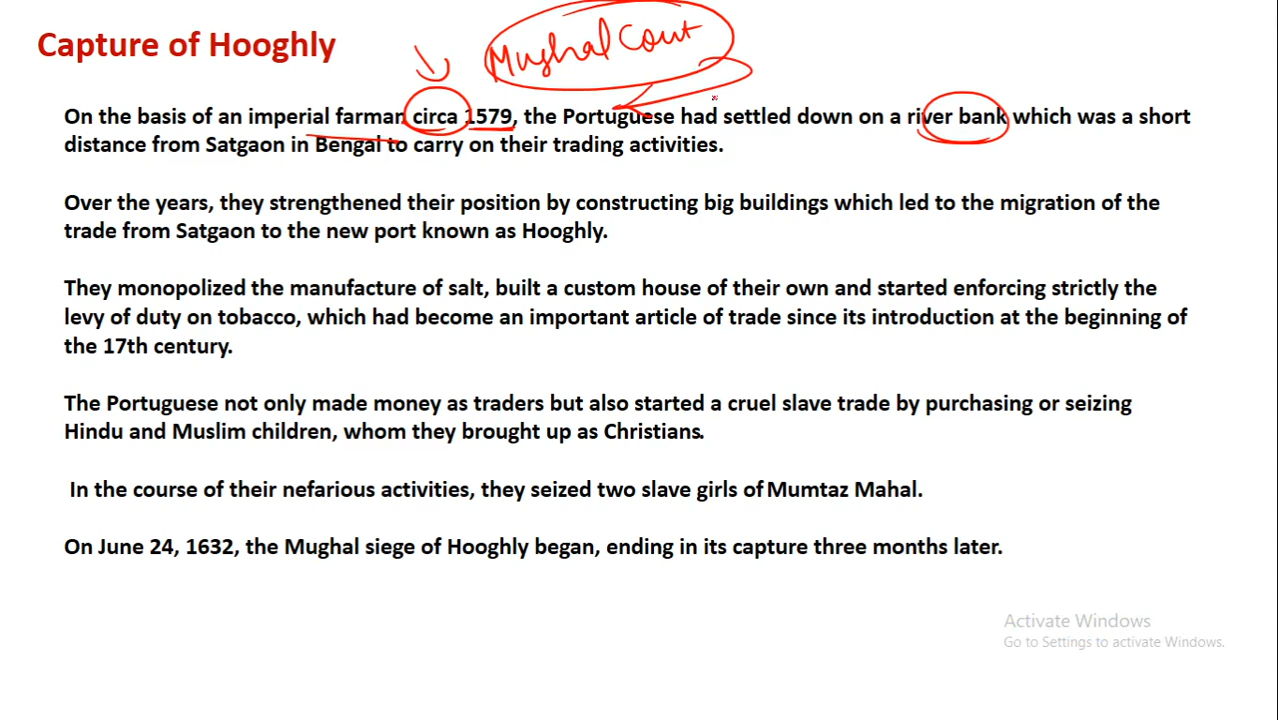 Capture of Hooghly
Mughal Cout
On the basis of an imperial farman circa 1579, the Portuguese had settled down on a river bank which was a short
distance from Satgaon in Bengal to carry on their trading activities.
Over the years, they strengthened their position by constructing big buildings which led to the migration of the
trade from Satgaon to the new port known as Hooghly.
They monopolized the manufacture of salt, built a custom house of their own and started enforcing strictly the
levy of duty on tobacco, which had become an important article of trade since its introduction at the beginning of
the 17th century.
The Portuguese not only made money as traders but also started a cruel slave trade by purchasing or seizing
Hindu and Muslim children, whom they brought up as Christians.
In the course of their nefarious activities, they seized two slave girls of Mumtaz Mahal.
On June 24, 1632, the Mughal siege of Hooghly began, ending in its capture three months later.
Activate Windows
Go to Settings to activate Windows.